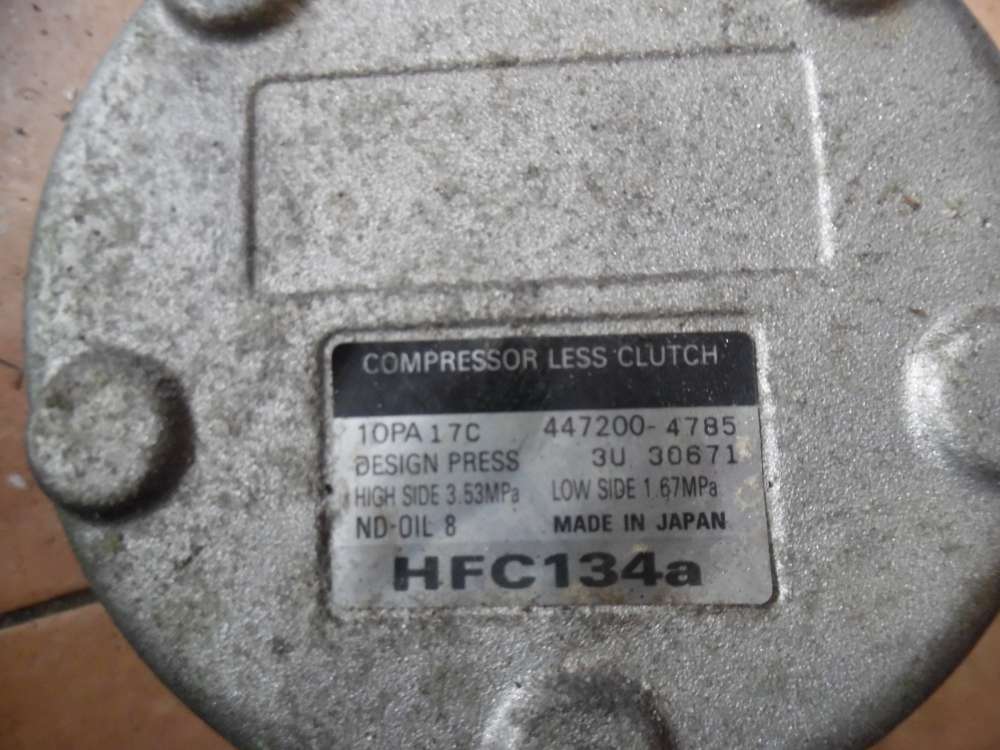 COMPRESSOR LESS CLUTCH
10PA17C 447200-4785
DESIGN PRESS 3U 30671
HIGH SIDE 3.53MPa LOW SIDE 1.67MPa
ND-OIL 8 MADE IN JAPAN
HFC134a